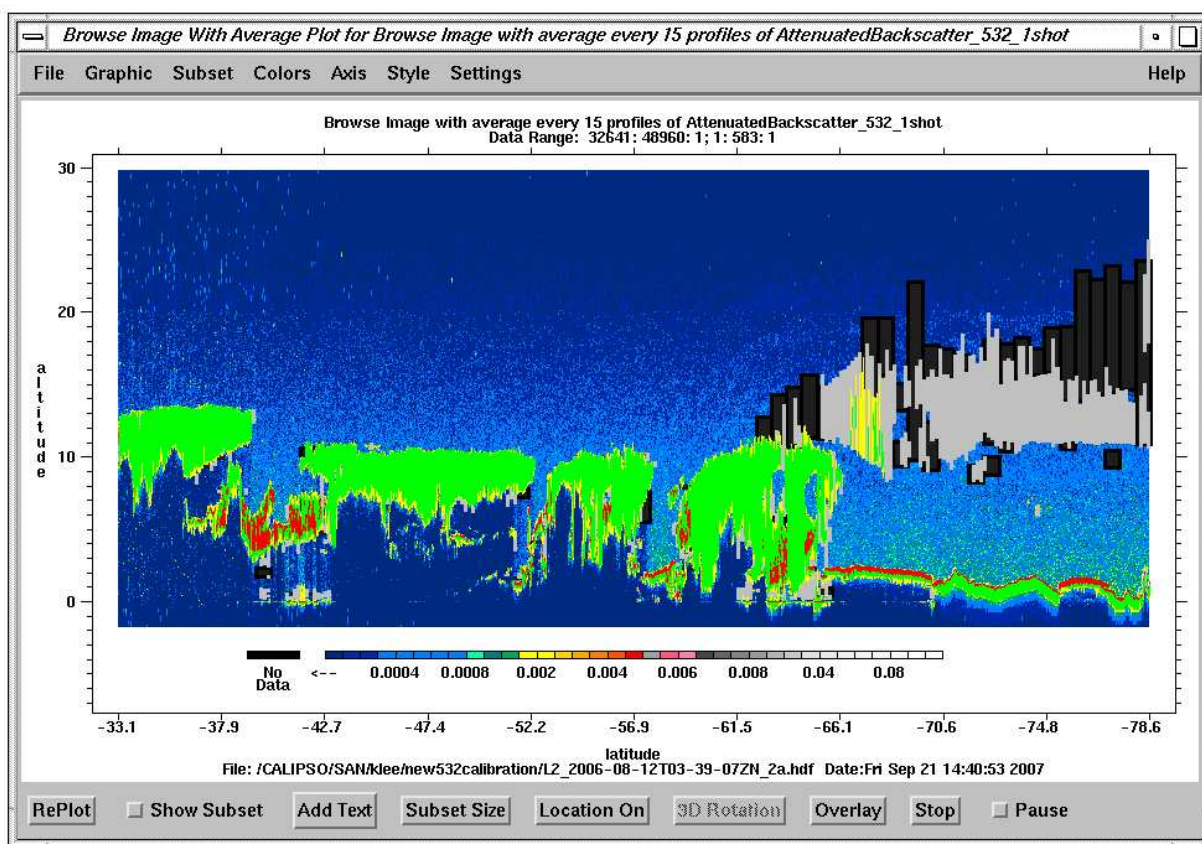 Browse Image With Average Plot for Browse Image with average every 15 profiles of AttenuatedBackscatter_532_1shot
File Graphic Subset Colors Axis Style Settings Help
Browse Image with average every 15 profiles of AttenuatedBackscatter_532_1shot
Data Range: 32641: 48960: 1; 1: 583: 1
30
20
10
0
altitude
No Data <-- 0.0004 0.0008 0.002 0.004 0.006 0.008 0.04 0.08
-33.1 -37.9 -42.7 -47.4 -52.2 -56.9 -61.5 -66.1 -70.6 -74.8 -78.6
latitude
File: /CALIPSO/SAN/klee/new532calibration/L2_2006-08-12T03-39-07ZN_2a.hdf Date:Fri Sep 21 14:40:53 2007
RePlot Show Subset Add Text Subset Size Location On 3D Rotation Overlay Stop Pause